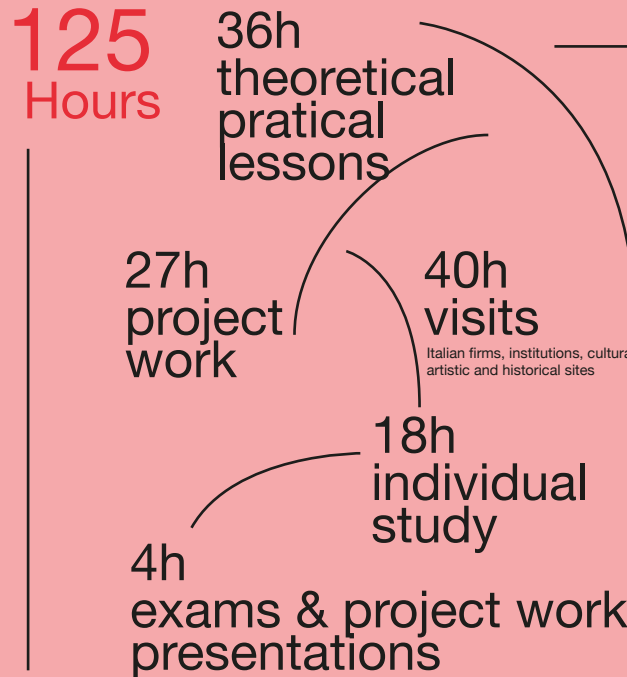 125
Hours
36h
theoretical
pratical
lessons
27h
project
work
40h
visits
Italian firms, institutions, cultura
artistic and historical sites
18h
individual
study
4h
exams & project work
presentations